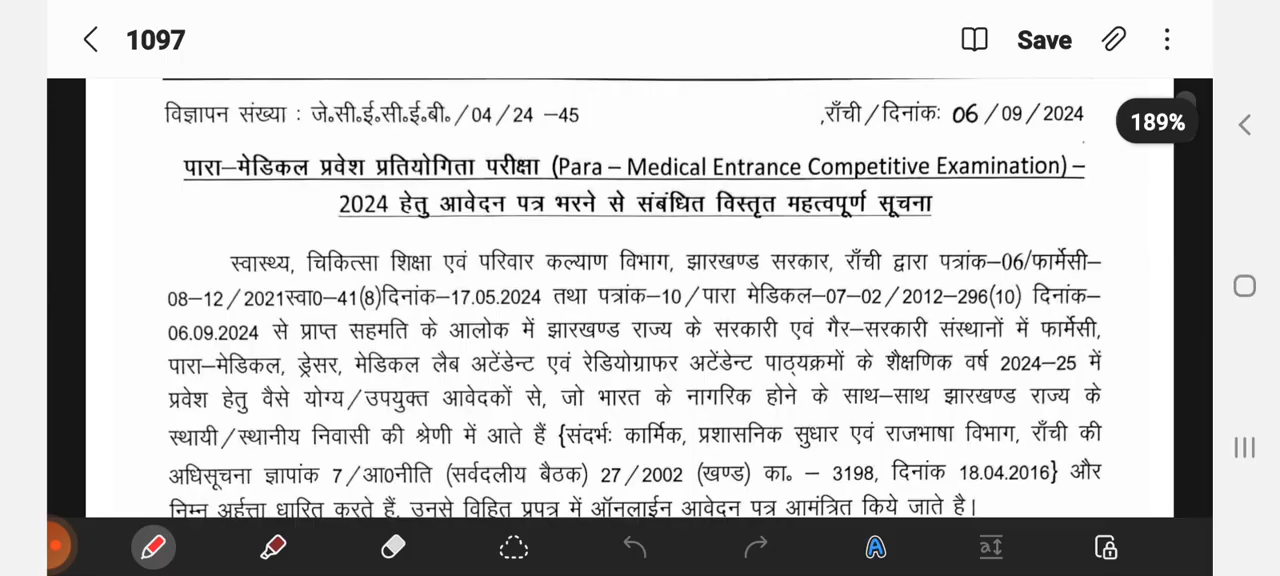 1097
Save
विज्ञापन संख्या : जे.सी.ई.सी.ई.बी./04/24 –45
राँची/दिनांकः 06/09/2024
189%
पारा–मेडिकल प्रवेश प्रतियोगिता परीक्षा (Para – Medical Entrance Competitive Examination) –
2024 हेतु आवेदन पत्र भरने से संबंधित विस्तृत महत्वपूर्ण सूचना
स्वास्थ्य, चिकित्सा शिक्षा एवं परिवार कल्याण विभाग, झारखण्ड सरकार, राँची द्वारा पत्रांक–06/फार्मेसी–
08–12/2021स्वा0–41(8)दिनांक–17.05.2024 तथा पत्रांक–10/पारा मेडिकल–07–02/2012–296(10) दिनांक–
06.09.2024 से प्राप्त सहमति के आलोक में झारखण्ड राज्य के सरकारी एवं गैर–सरकारी संस्थानों में फार्मेसी,
पारा–मेडिकल, ड्रेसर, मेडिकल लैब अटेंडेन्ट एवं रेडियोग्राफर अटेंडेन्ट पाठ्यक्रमों के शैक्षणिक वर्ष 2024–25 में
प्रवेश हेतु वैसे योग्य/उपयुक्त आवेदकों से, जो भारत के नागरिक होने के साथ–साथ झारखण्ड राज्य के
स्थायी/स्थानीय निवासी की श्रेणी में आते हैं {संदर्भः कार्मिक, प्रशासनिक सुधार एवं राजभाषा विभाग, राँची की
अधिसूचना ज्ञापांक 7/आ0नीति (सर्वदलीय बैठक) 27/2002 (खण्ड) का. – 3198, दिनांक 18.04.2016} और
निम्न अर्हत्ता धारित करते हैं, उनसे विहित प्रपत्र में ऑनलाईन आवेदन पत्र आमंत्रित किये जाते है।